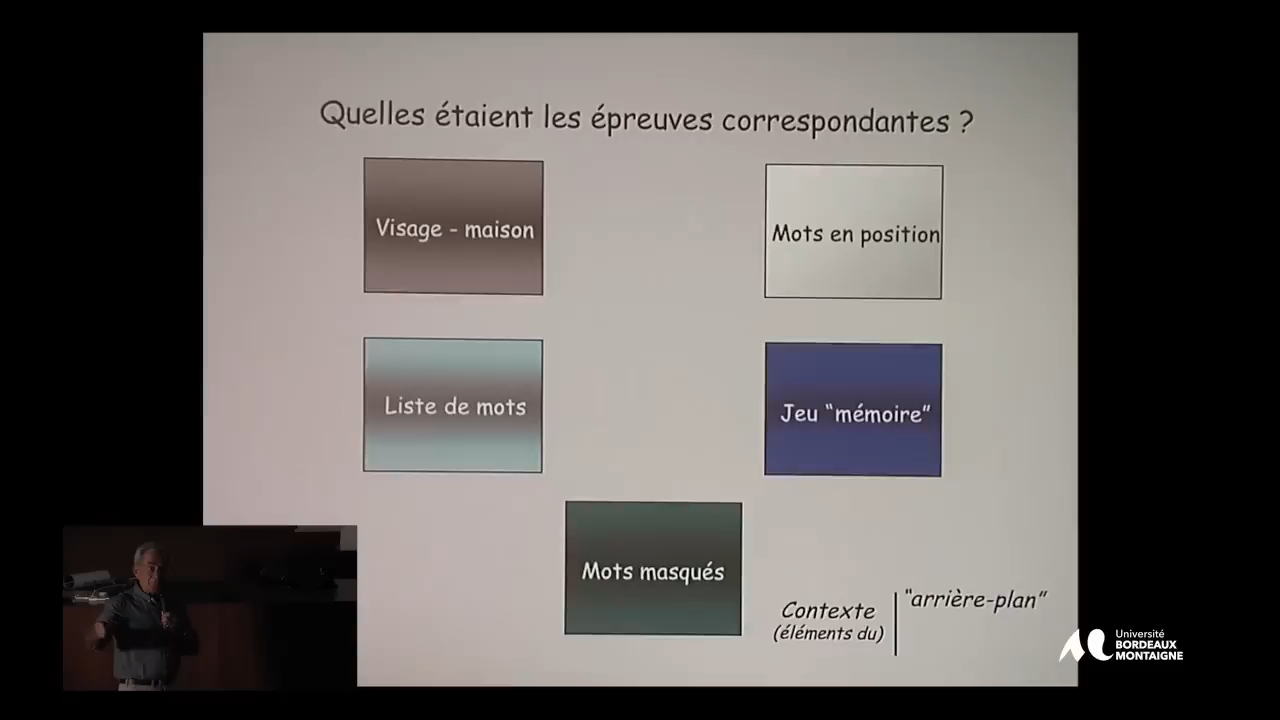 Quelles étaient les épreuves correspondantes ?
Visage - maison
Mots en position
Liste de mots
Jeu "mémoire"
Mots masqués
Contexte
(éléments du)
"arrière-plan"
Université
BORDEAUX
MONTAIGNE